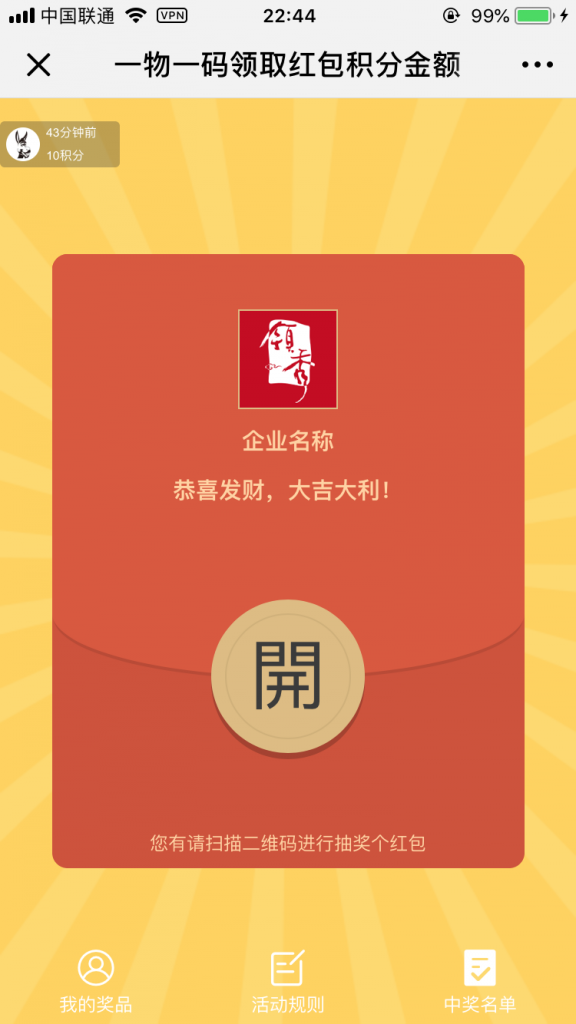 中国联通 VPN 22:44 99%
一物一码领取红包积分金额
43分钟前
10积分
领秀
企业名称
恭喜发财，大吉大利！
開
您有请扫描二维码进行抽奖个红包
我的奖品 活动规则 中奖名单